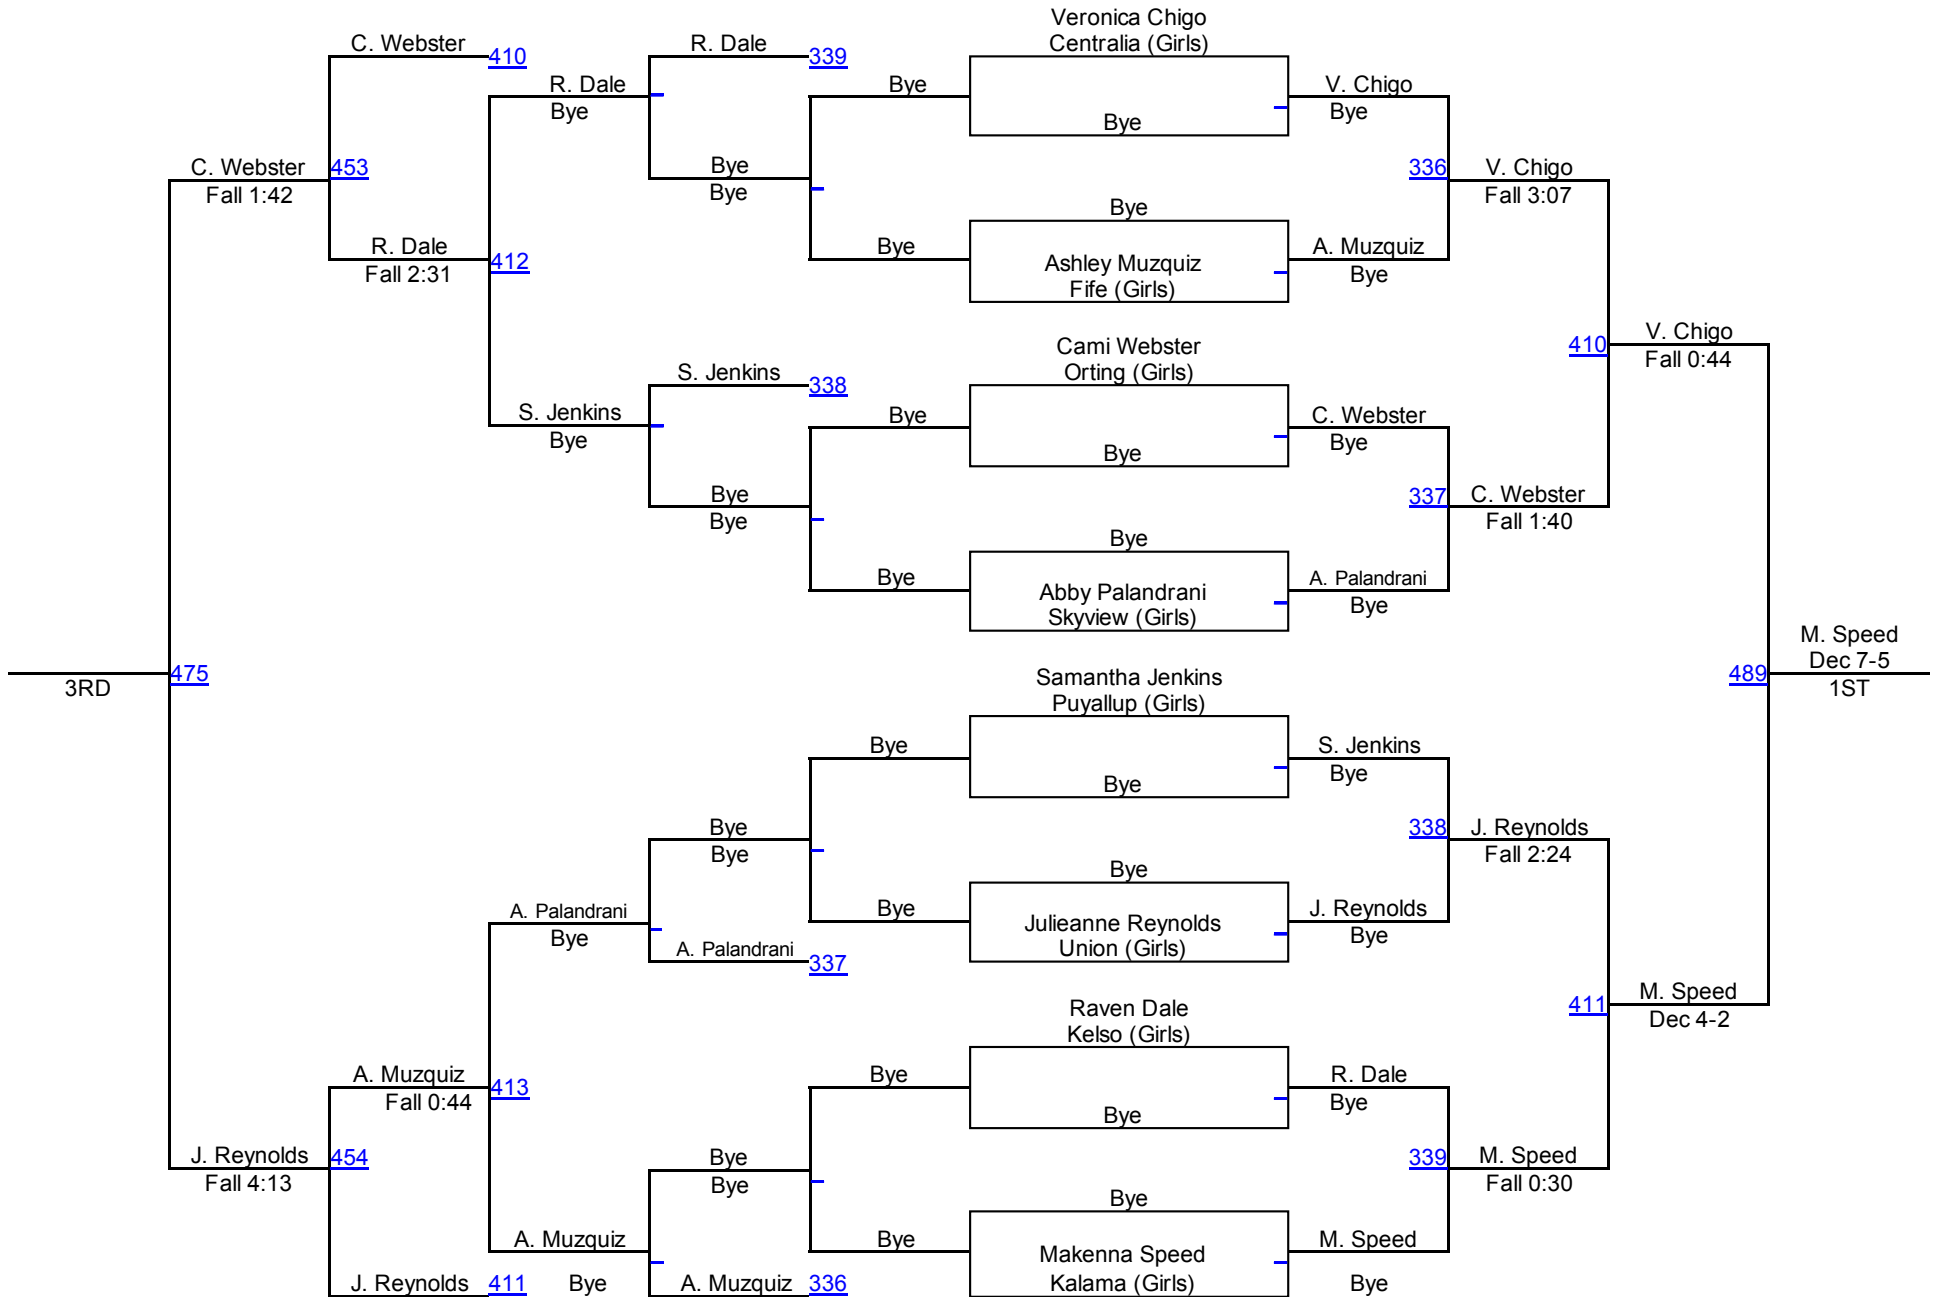 Veronica Chigo
C. Webster
R. Dale
Centralia (Girls)
410
339
R. Dale
Bye
V. Chigo
Bye
Bye
Bye
C. Webster
453
Bye
336
V. Chigo
Fall 1:42
Bye
Fall 3:07
Bye
R. Dale
412
Bye
A. Muzquiz
Fall 2:31
Ashley Muzquiz
Bye
Fife (Girls)
V. Chigo
Cami Webster
410
Fall 0:44
S. Jenkins
338
Orting (Girls)
S. Jenkins
Bye
C. Webster
Bye
Bye
Bye
Bye
337
C. Webster
Bye
Fall 1:40
Bye
Bye
A. Palandrani
Abby Palandrani
Bye
Skyview (Girls)
M. Speed
Dec 7-5
475
489
3RD
1ST
Samantha Jenkins
Puyallup (Girls)
Bye
S. Jenkins
Bye
Bye
Bye
338
J. Reynolds
Bye
Fall 2:24
Bye
A. Palandrani
Bye
J. Reynolds
Bye
Julieanne Reynolds
Bye
A. Palandrani
337
Union (Girls)
M. Speed
411
Dec 4-2
Raven Dale
Kelso (Girls)
A. Muzquiz
413
Bye
R. Dale
Fall 0:44
Bye
Bye
J. Reynolds
454
Bye
339
M. Speed
Fall 4:13
Bye
Fall 0:30
Bye
A. Muzquiz
Bye
M. Speed
Makenna Speed
J. Reynolds
411
Bye
A. Muzquiz
336
Kalama (Girls)
Bye